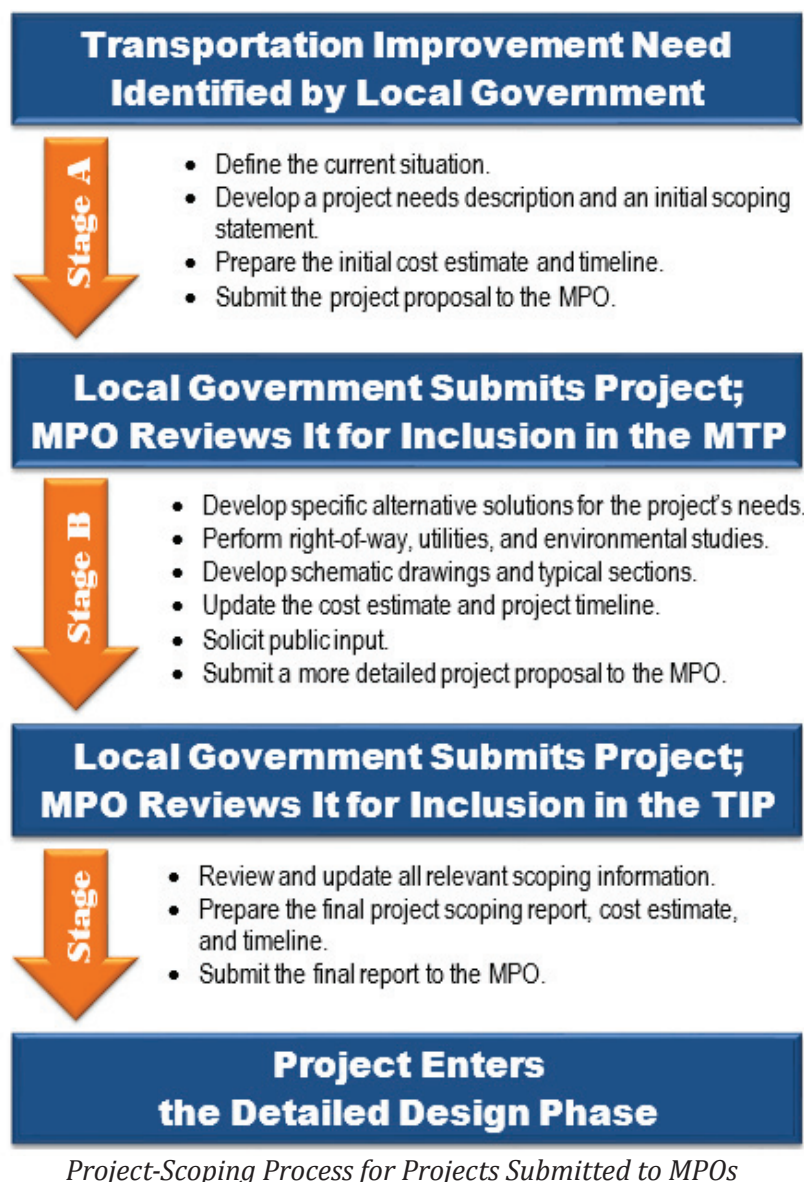 Transportation Improvement Need
Identified by Local Government
Stage A
• Define the current situation.
• Develop a project needs description and an initial scoping
statement.
• Prepare the initial cost estimate and timeline.
• Submit the project proposal to the MPO.
Local Government Submits Project;
MPO Reviews It for Inclusion in the MTP
Stage B
• Develop specific alternative solutions for the project's needs.
• Perform right-of-way, utilities, and environmental studies.
• Develop schematic drawings and typical sections.
• Update the cost estimate and project timeline.
• Solicit public input.
• Submit a more detailed project proposal to the MPO.
Local Government Submits Project;
MPO Reviews It for Inclusion in the TIP
Stage
• Review and update all relevant scoping information.
• Prepare the final project scoping report, cost estimate,
and timeline.
• Submit the final report to the MPO.
Project Enters
the Detailed Design Phase
Project-Scoping Process for Projects Submitted to MPOs